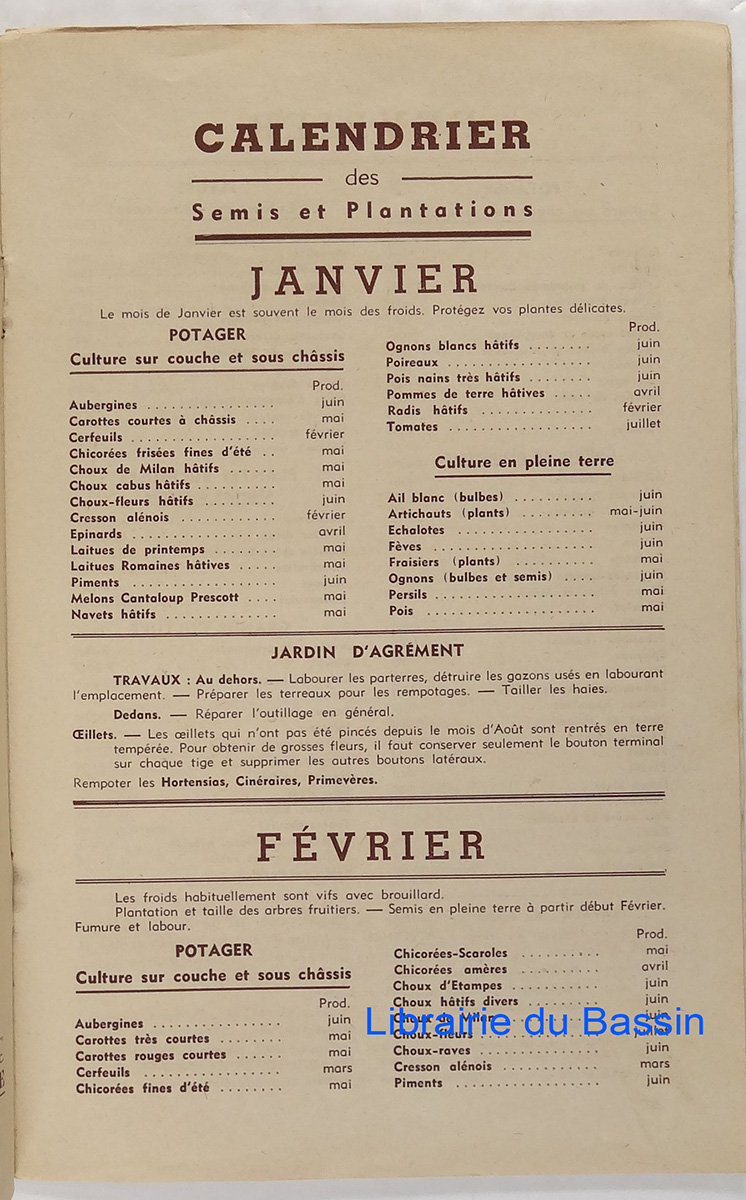 CALENDRIER
des
Semis et Plantations
JANVIER
Le mois de Janvier est souvent le mois des froids. Protégez vos plantes délicates.
POTAGER
Culture sur couche et sous châssis
Prod.
Aubergines ................ juin
Carottes courtes à châssis .... mai
Cerfeuils .................. février
Chicorées frisées fines d'été .. mai
Choux de Milan hâtifs ...... mai
Choux cabus hâtifs .......... mai
Choux-fleurs hâtifs .......... juin
Cresson alénois ............ février
Epinards .................. avril
Laitues de printemps ........ mai
Laitues Romaines hâtives ..... mai
Piments .................. juin
Melons Cantaloup Prescott .... mai
Navets hâtifs .............. mai
Prod.
Ognons blancs hâtifs ........ juin
Poireaux .................. juin
Pois nains très hâtifs ........ juin
Pommes de terre hâtives ..... avril
Radis hâtifs .............. février
Tomates .................. juillet
Culture en pleine terre
Ail blanc (bulbes) .......... juin
Artichauts (plants) ......... mai-juin
Echalotes ................. juin
Fèves .................... juin
Fraisiers (plants) .......... mai
Ognons (bulbes et semis) .... juin
Persils .................... mai
Pois ..................... mai
JARDIN D'AGRÉMENT
TRAVAUX : Au dehors. — Labourer les parterres, détruire les gazons usés en labourant
l'emplacement. — Préparer les terreaux pour les rempotages. — Tailler les haies.
Dedans. — Réparer l'outillage en général.
Œillets. — Les œillets qui n'ont pas été pincés depuis le mois d'Août sont rentrés en terre
tempérée. Pour obtenir de grosses fleurs, il faut conserver seulement le bouton terminal
sur chaque tige et supprimer les autres boutons latéraux.
Rempoter les Hortensias, Cinéraires, Primevères.
FÉVRIER
Les froids habituellement sont vifs avec brouillard.
Plantation et taille des arbres fruitiers. — Semis en pleine terre à partir début Février.
Fumure et labour.
POTAGER
Culture sur couche et sous châssis
Prod.
Aubergines ................ juin
Carottes très courtes ........ mai
Carottes rouges courtes ...... mai
Cerfeuils ................. mars
Chicorées fines d'été ........ mai
Prod.
Chicorées-Scaroles .......... mai
Chicorées amères .......... avril
Choux d'Etampes ........... juin
Choux hâtifs divers ......... juin
Choux de Milan juin
Choux-fleurs juillet
Choux-raves ............... juin
Cresson alénois ............ mars
Piments .................. juin
Librairie du Bassin